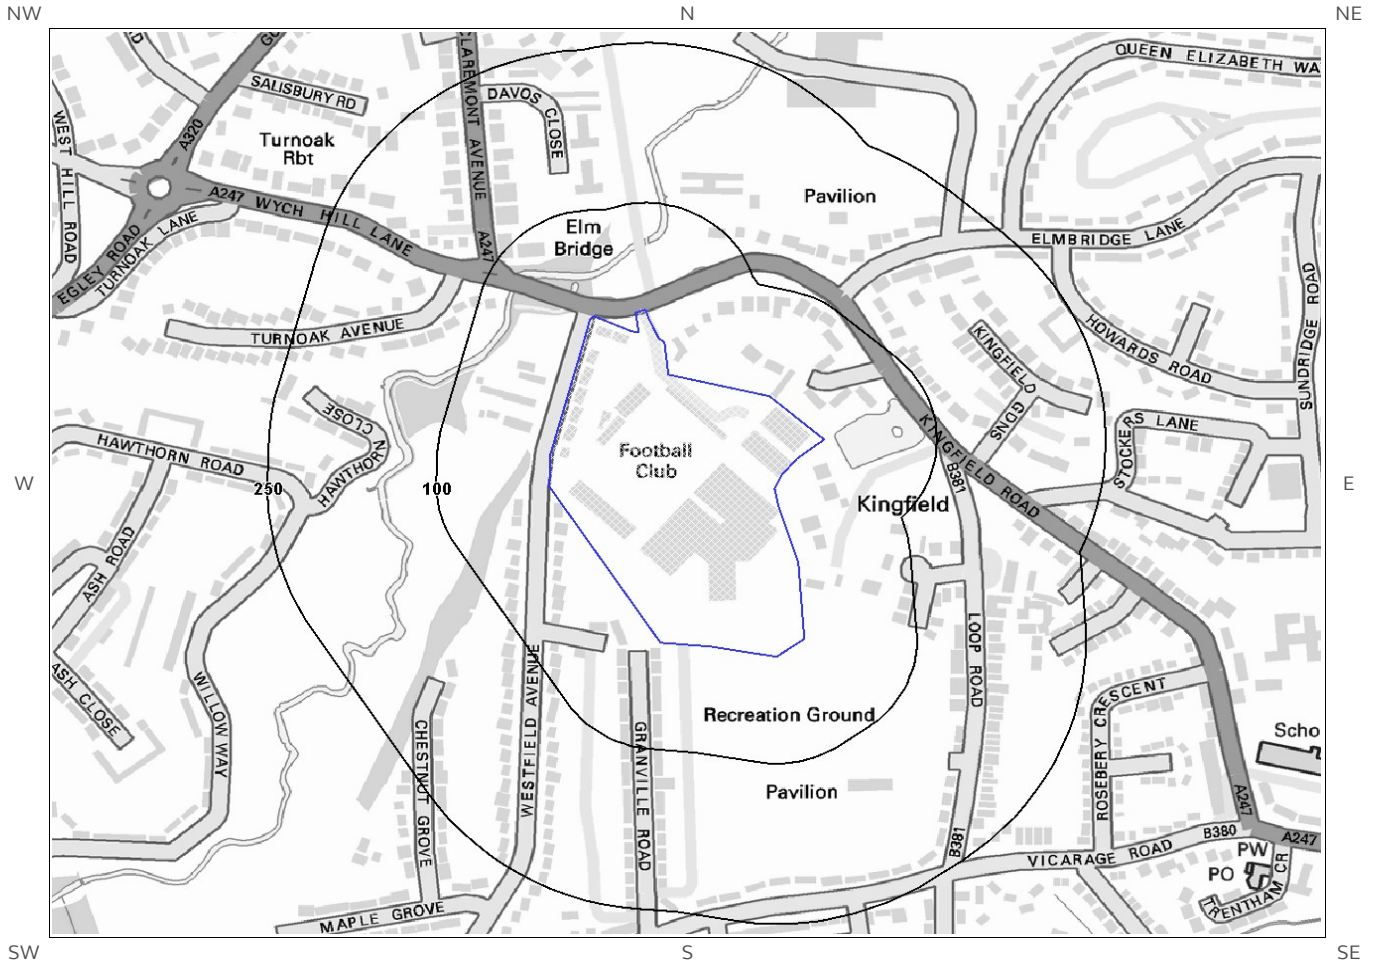 NW
N
NE
QUEEN ELIZABETH WA
SALISBURY RD
DAVOS CLOSE
CLAREMONT AVENUE
WEST HILL ROAD
A320
Turnoak
Rbt
A247 WYCH HILL LANE
Pavilion
TURNOAK LANE
EGLEY ROAD
A247
Elm
Bridge
ELMBRIDGE LANE
TURNOAK AVENUE
HOWARDS ROAD
SUNDRIDGE ROAD
KINGFIELD GDNS
HAWTHORN CLOSE
STOCKERS LANE
HAWTHORN ROAD
KINGFIELD ROAD
Football
Club
B381
W
250
100
E
Kingfield
ASH ROAD
LOOP ROAD
ASH CLOSE
WILLOW WAY
CHESTNUT GROVE
WESTFIELD AVENUE
GRANVILLE ROAD
Recreation Ground
ROSEBERY CRESCENT
Scho
Pavilion
A247
B381
B380
A247
VICARAGE ROAD
PW
PO
TRENTHAM CR
MAPLE GROVE
SW
S
SE